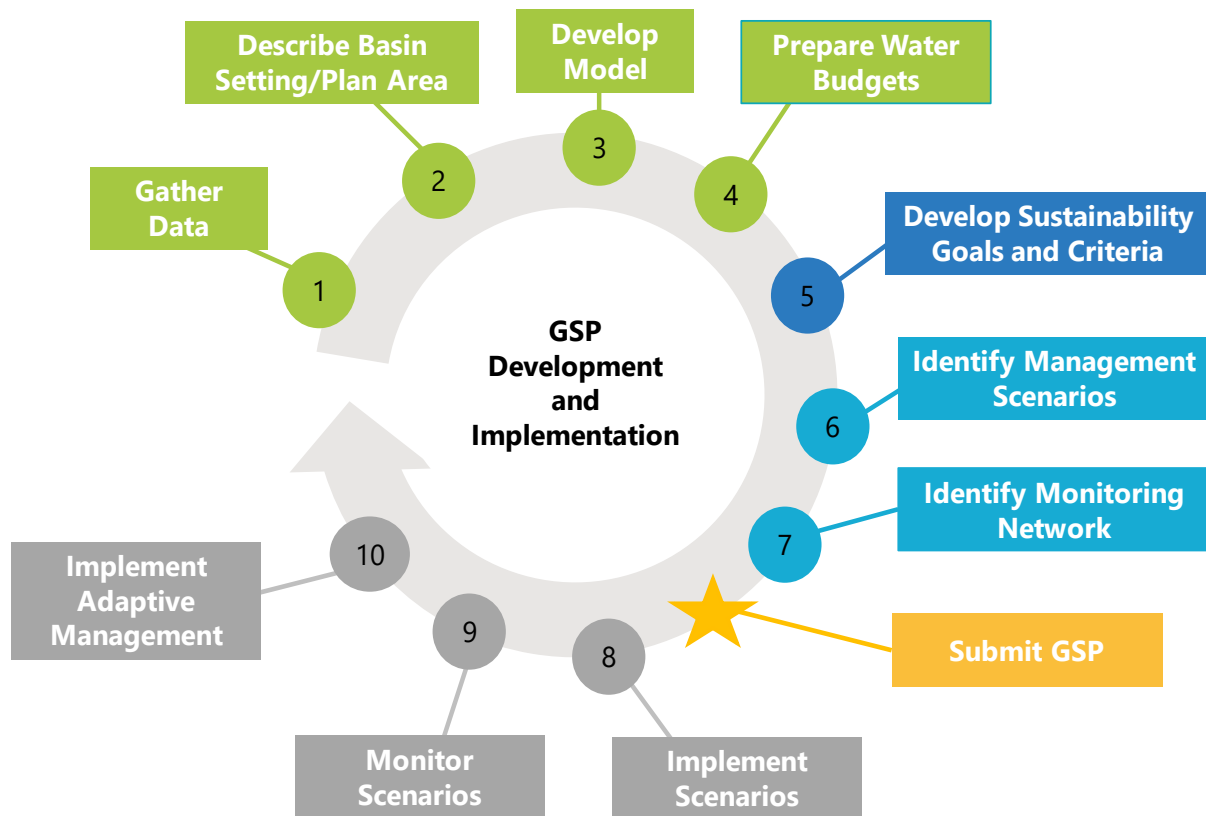 Gather
Data
1
Describe Basin
Setting/Plan Area
2
Develop
Model
3
Prepare Water
Budgets
4
Develop Sustainability
Goals and Criteria
5
Identify Management
Scenarios
6
Identify Monitoring
Network
7
Submit GSP
Implement
Scenarios
8
Monitor
Scenarios
9
Implement
Adaptive
Management
10
GSP
Development
and
Implementation